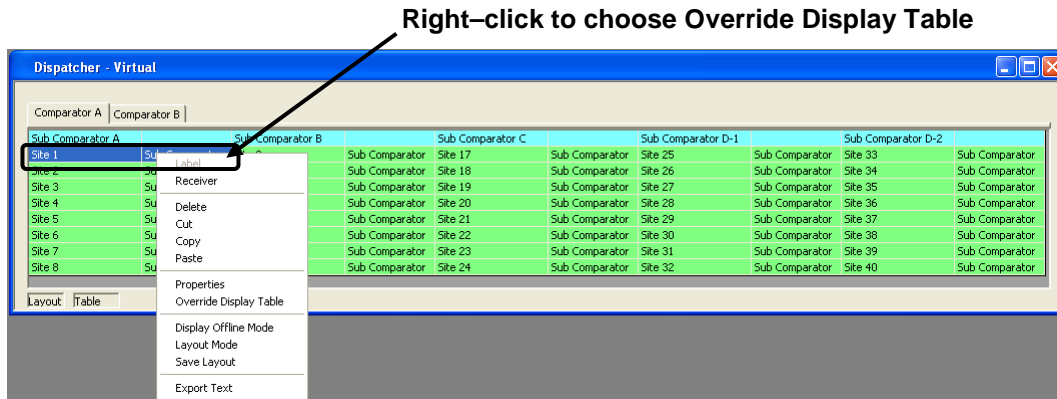 Right–click to choose Override Display Table
Dispatcher - Virtual
Comparator A Comparator B
Sub Comparator A Sub Comparator B Sub Comparator C Sub Comparator D-1 Sub Comparator D-2
Site 1 Sub Comparator Site 17 Sub Comparator Site 25 Sub Comparator Site 33 Sub Comparator
Site 2 Su Sub Comparator Site 18 Sub Comparator Site 26 Sub Comparator Site 34 Sub Comparator
Site 3 Su Sub Comparator Site 19 Sub Comparator Site 27 Sub Comparator Site 35 Sub Comparator
Site 4 Su Sub Comparator Site 20 Sub Comparator Site 28 Sub Comparator Site 36 Sub Comparator
Site 5 Su Sub Comparator Site 21 Sub Comparator Site 29 Sub Comparator Site 37 Sub Comparator
Site 6 Su Sub Comparator Site 22 Sub Comparator Site 30 Sub Comparator Site 38 Sub Comparator
Site 7 Su Sub Comparator Site 23 Sub Comparator Site 31 Sub Comparator Site 39 Sub Comparator
Site 8 Su Sub Comparator Site 24 Sub Comparator Site 32 Sub Comparator Site 40 Sub Comparator
Label
Receiver
Delete
Cut
Copy
Paste
Properties
Override Display Table
Display Offline Mode
Layout Mode
Save Layout
Export Text
Layout Table